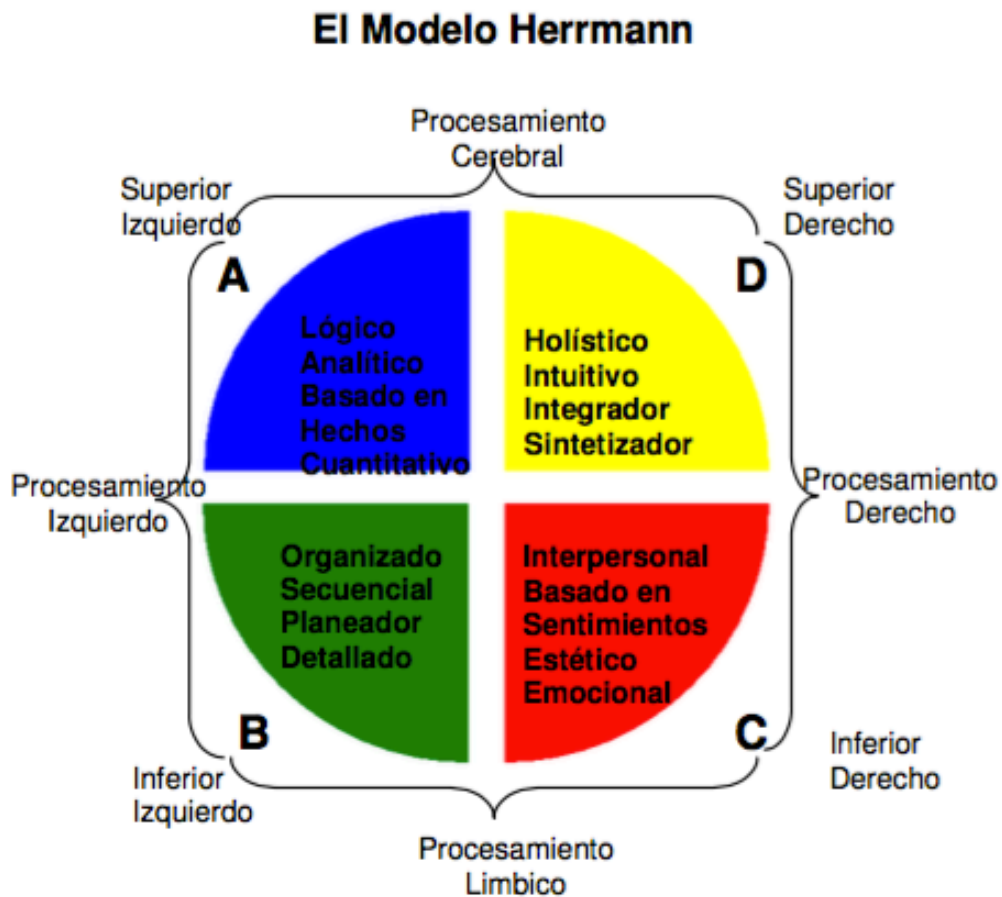 El Modelo Herrmann
Procesamiento
Cerebral
Superior
Izquierdo
Superior
Derecho
A
D
Lógico
Analítico
Basado en
Hechos
Cuantitativo
Holístico
Intuitivo
Integrador
Sintetizador
Procesamiento
Izquierdo
Procesamiento
Derecho
Organizado
Secuencial
Planeador
Detallado
Interpersonal
Basado en
Sentimientos
Estético
Emocional
B
C
Inferior
Izquierdo
Inferior
Derecho
Procesamiento
Limbico